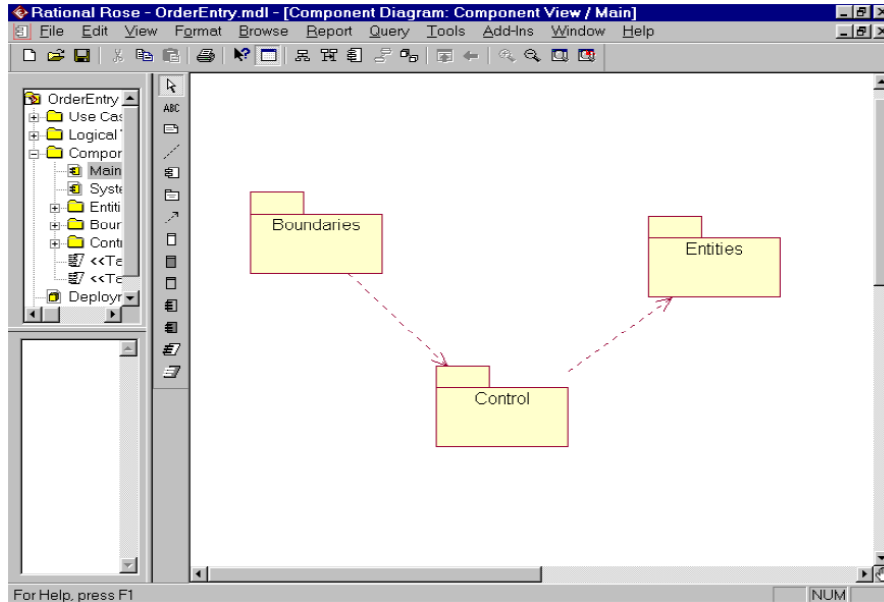 Rational Rose - OrderEntry.mdl - [Component Diagram: Component View / Main]
File Edit View Format Browse Report Query Tools Add-Ins Window Help
ABC
OrderEntry
Use Cas
Logical
Compor
Main
Syste
Entiti
Bour
Contr
<<Ta
<<Ta
Deployr
Boundaries
Entities
Control
For Help, press F1
NUM